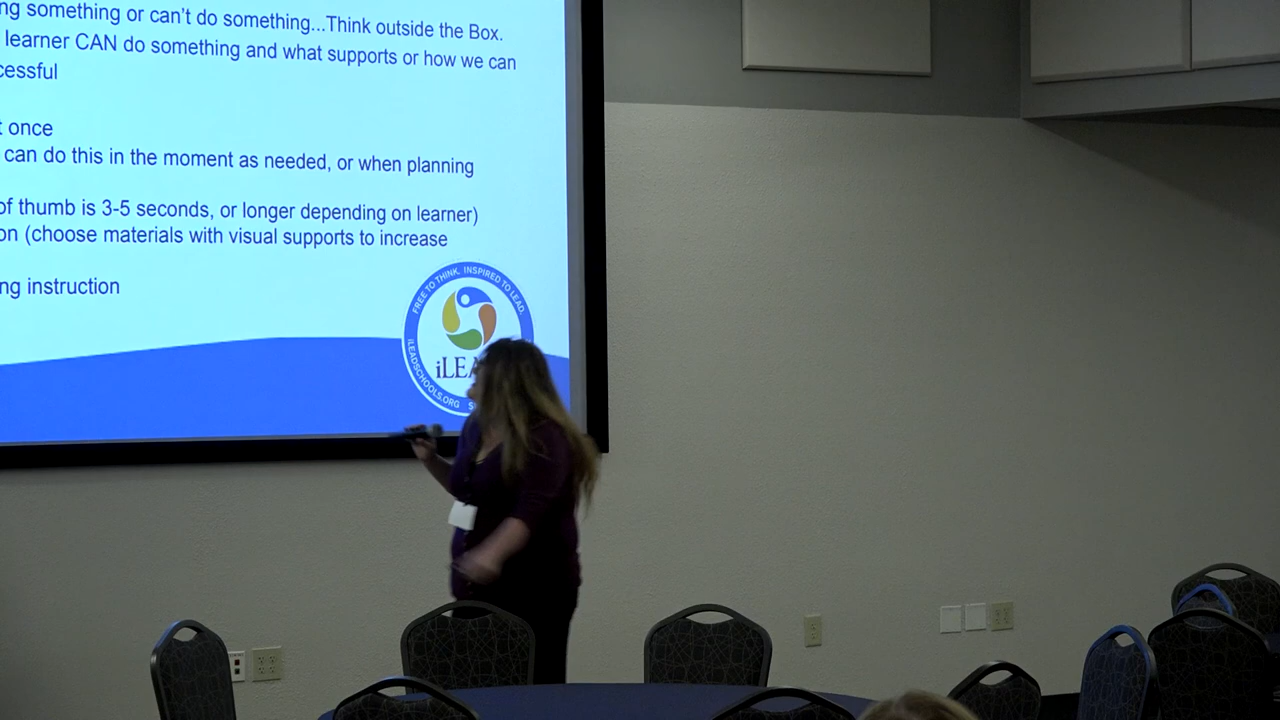 ng something or can't do something...Think outside the Box.
learner CAN do something and what supports or how we can
cessful
t once
can do this in the moment as needed, or when planning
of thumb is 3-5 seconds, or longer depending on learner)
on (choose materials with visual supports to increase
ng instruction
FREE TO THINK. INSPIRED TO LEAD.
iLEA
ILEADSCHOOLS.ORG